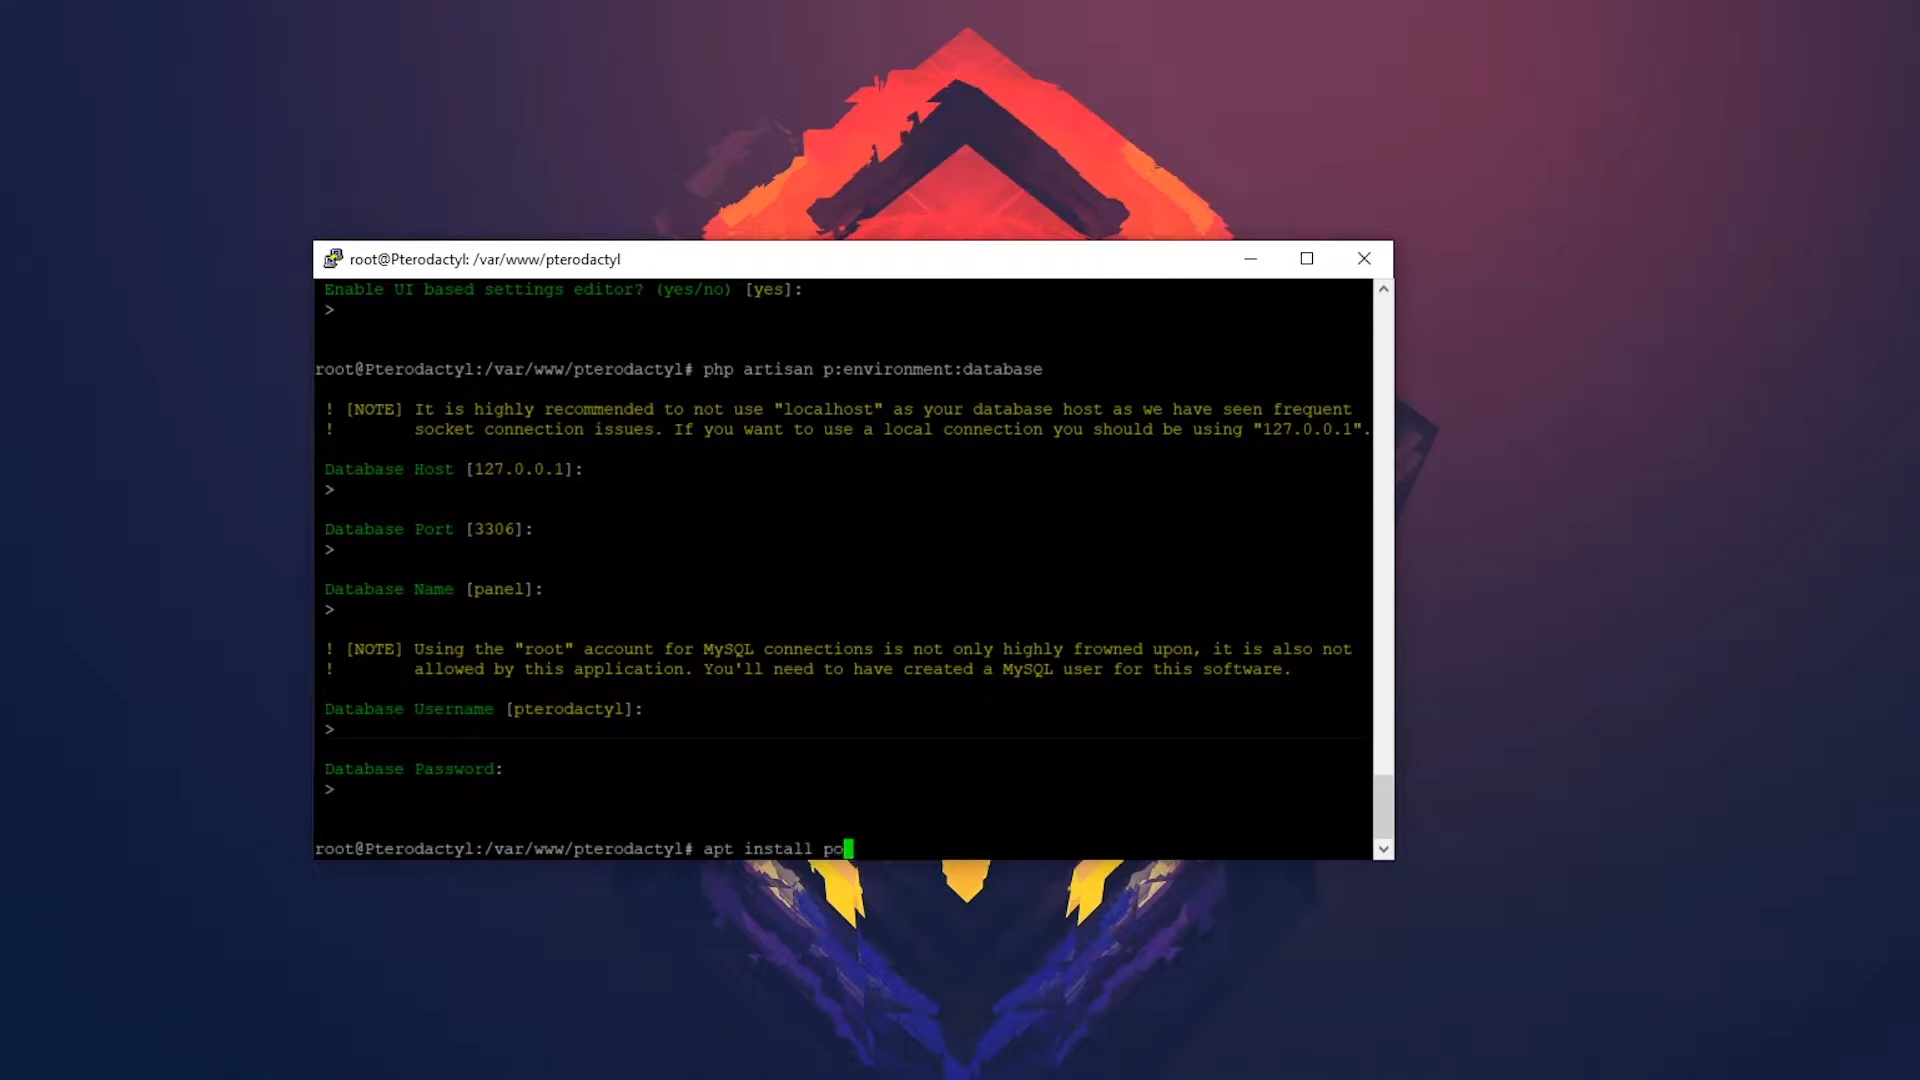 root@Pterodactyl: /var/www/pterodactyl
Enable UI based settings editor? (yes/no) [yes]:
>
root@Pterodactyl:/var/www/pterodactyl# php artisan p:environment:database
! [NOTE] It is highly recommended to not use "localhost" as your database host as we have seen frequent
! socket connection issues. If you want to use a local connection you should be using "127.0.0.1".
Database Host [127.0.0.1]:
>
Database Port [3306]:
>
Database Name [panel]:
>
! [NOTE] Using the "root" account for MySQL connections is not only highly frowned upon, it is also not
! allowed by this application. You'll need to have created a MySQL user for this software.
Database Username [pterodactyl]:
>
Database Password:
>
root@Pterodactyl:/var/www/pterodactyl# apt install po